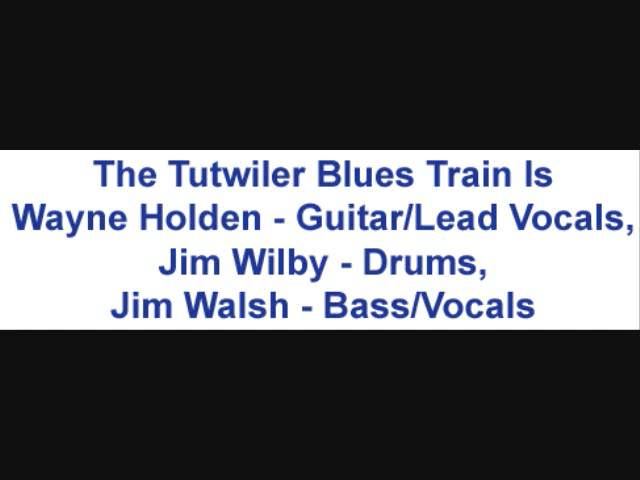 The Tutwiler Blues Train Is
Wayne Holden - Guitar/Lead Vocals,
Jim Wilby - Drums,
Jim Walsh - Bass/Vocals